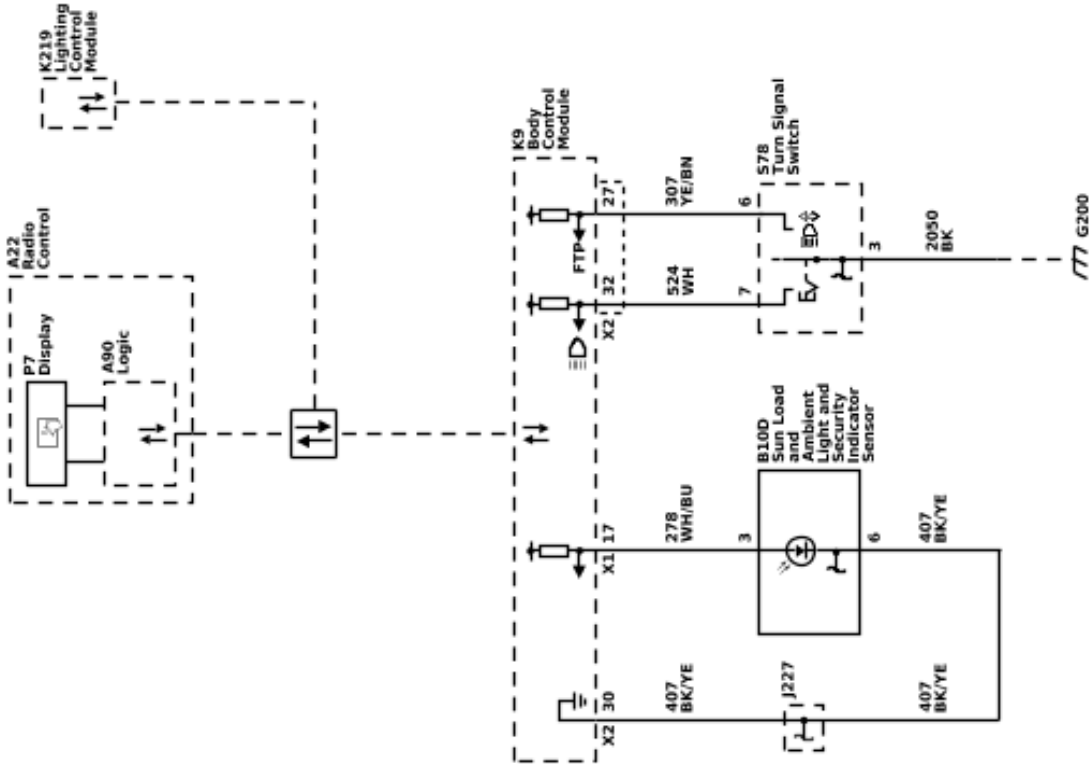 K219
Lighting
Control
Module
A22
Radio
Control
P7
Display
A90
Logic
K9
Body
Control
Module
FTP
27
32
X2
17
X1
30
X2
307
YE/BN
524
WH
278
WH/BU
407
BK/YE
S78
Turn Signal
Switch
6
7
3
2050
BK
G200
B10D
Sun Load
and
Ambient
Light and
Security
Indicator
Sensor
3
6
407
BK/YE
J227
407
BK/YE